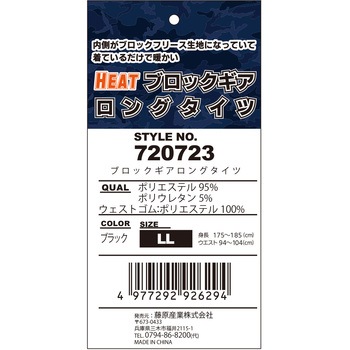 内側がブロックフリース生地になっていて
着ているだけで暖かい
HEAT ブロックギア
ロングタイツ
STYLE NO.
720723
ブロックギアロングタイツ
QUAL ポリエステル 95%
ポリウレタン 5%
ウェストゴム:ポリエステル 100%
COLOR SIZE
ブラック LL 身長 175〜185(cm)
ウエスト 94〜104(cm)
4 977292 926294
発売元: 藤原産業株式会社
〒673-0433
兵庫県三木市福井2115-1
TEL 0794-86-8200(代)
MADE IN CHINA